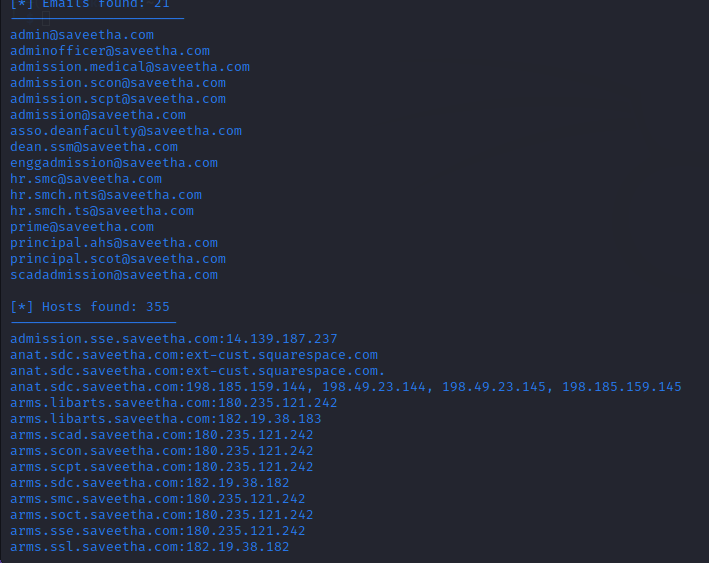 [*] Emails found: 21
----------------------
admin@saveetha.com
adminofficer@saveetha.com
admission.medical@saveetha.com
admission.scon@saveetha.com
admission.scpt@saveetha.com
admission@saveetha.com
asso.deanfaculty@saveetha.com
dean.ssm@saveetha.com
enggadmission@saveetha.com
hr.smc@saveetha.com
hr.smch.nts@saveetha.com
hr.smch.ts@saveetha.com
prime@saveetha.com
principal.ahs@saveetha.com
principal.scot@saveetha.com
scadadmission@saveetha.com
[*] Hosts found: 355
---------------------
admission.sse.saveetha.com:14.139.187.237
anat.sdc.saveetha.com:ext-cust.squarespace.com
anat.sdc.saveetha.com:ext-cust.squarespace.com.
anat.sdc.saveetha.com:198.185.159.144, 198.49.23.144, 198.49.23.145, 198.185.159.145
arms.libarts.saveetha.com:180.235.121.242
arms.libarts.saveetha.com:182.19.38.183
arms.scad.saveetha.com:180.235.121.242
arms.scon.saveetha.com:180.235.121.242
arms.scpt.saveetha.com:180.235.121.242
arms.sdc.saveetha.com:182.19.38.182
arms.smc.saveetha.com:180.235.121.242
arms.soct.saveetha.com:180.235.121.242
arms.sse.saveetha.com:180.235.121.242
arms.ssl.saveetha.com:182.19.38.182